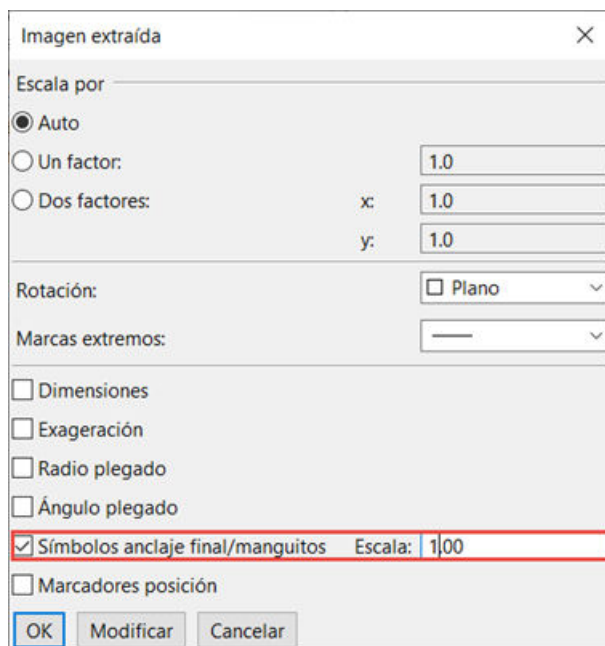 Imagen extraída
Escala por
Auto
Un factor: 1.0
Dos factores: x: 1.0
y: 1.0
Rotación: Plano
Marcas extremos:
Dimensiones
Exageración
Radio plegado
Ángulo plegado
Símbolos anclaje final/manguitos Escala: 1.00
Marcadores posición
OK Modificar Cancelar